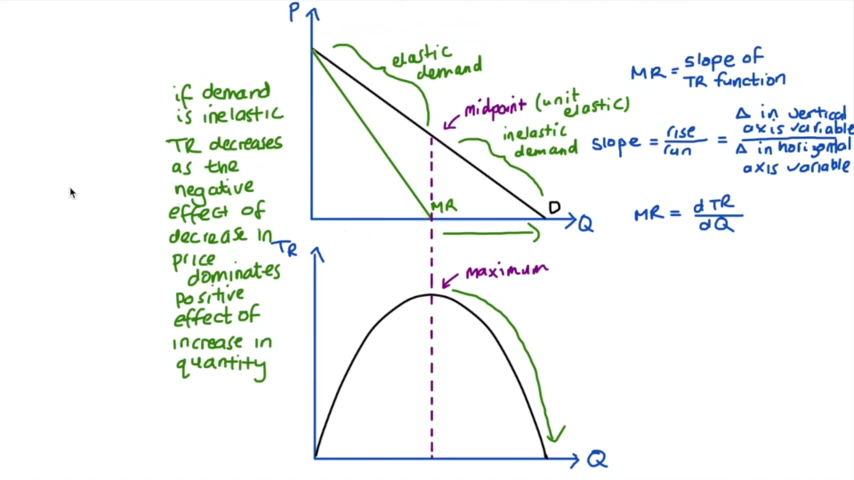 P
elastic
demand
midpoint (unit
elastic)
inelastic
demand
MR
D
Q
if demand
is inelastic
TR decreases
as the
negative
effect of
decrease in
price
dominates
positive
effect of
increase in
quantity
TR
maximum
Q
MR = slope of
TR function
slope = rise/run = Δ in vertical
axis variable
Δ in horizontal
axis variable
MR = dTR/dQ